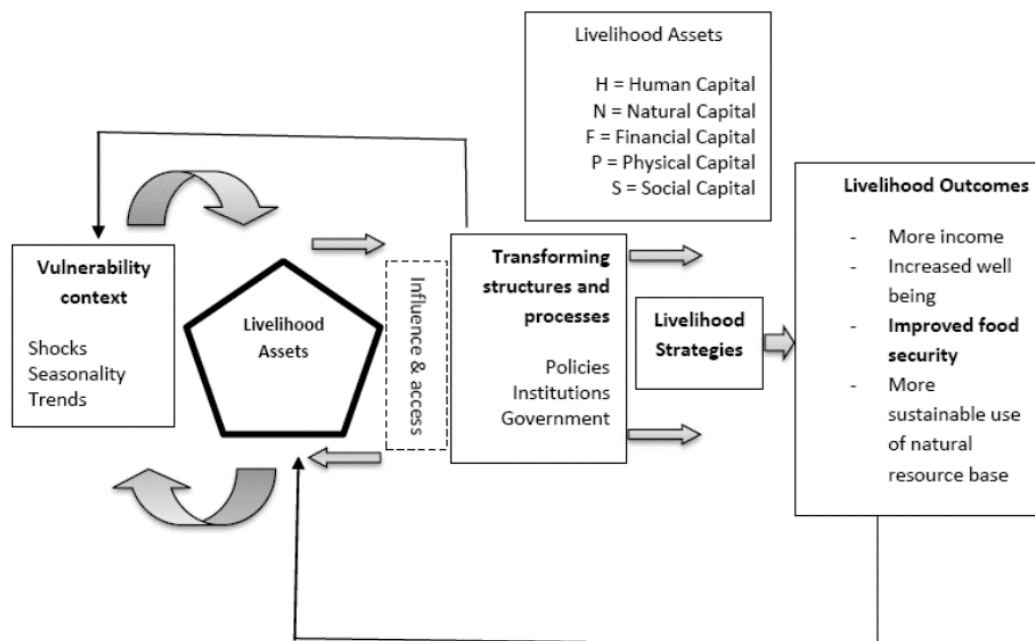 Livelihood Assets
H = Human Capital
N = Natural Capital
F = Financial Capital
P = Physical Capital
S = Social Capital
Vulnerability
context
Shocks
Seasonality
Trends
Livelihood
Assets
Influence & access
Transforming
structures and
processes
Policies
Institutions
Government
Livelihood
Strategies
Livelihood Outcomes
- More income
- Increased well
being
- Improved food
security
- More
sustainable use
of natural
resource base